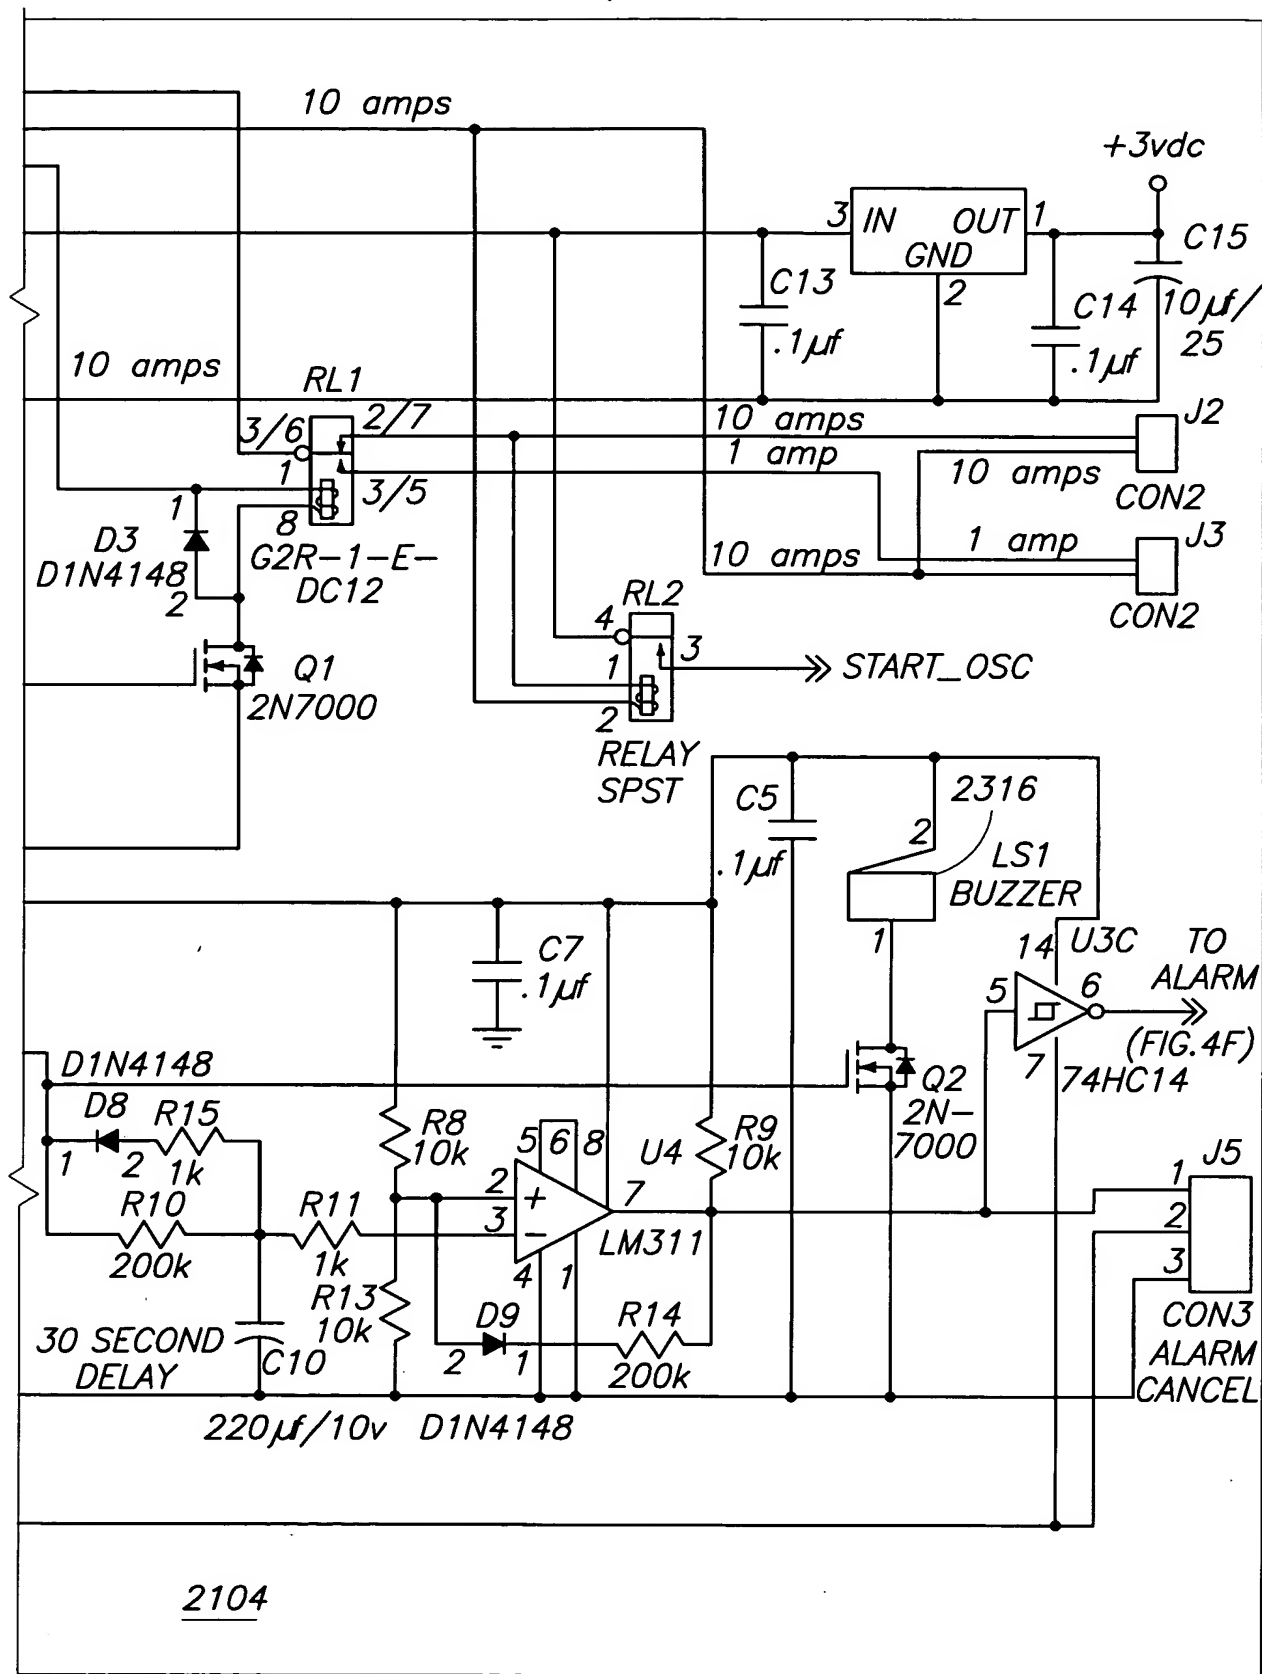 10 amps
+3vdc
3 IN OUT 1
GND
2
C15
10µf/
25
C13
.1µf
C14
.1µf
10 amps
RL1
3/6
2/7
1
3/5
8
10 amps
1 amp
10 amps
J2
CON2
1
D3
D1N4148
2
G2R-1-E-
DC12
10 amps
1 amp
J3
CON2
RL2
4
3
1
2
START_OSC
RELAY
SPST
Q1
2N7000
C5
.1µf
2316
2
LS1
BUZZER
1
C7
.1µf
14 U3C
5
6
7 74HC14
TO
ALARM
(FIG.4F)
D1N4148
D8
1 2
R15
1k
R10
200k
R11
1k
R8
10k
5 6 8
2 +
3 −
7
4 1
U4
LM311
R9
10k
Q2
2N-
7000
J5
1
2
3
CON3
ALARM
CANCEL
R13
10k
D9
2 1
R14
200k
30 SECOND
DELAY
C10
220µf/10v
D1N4148
2104